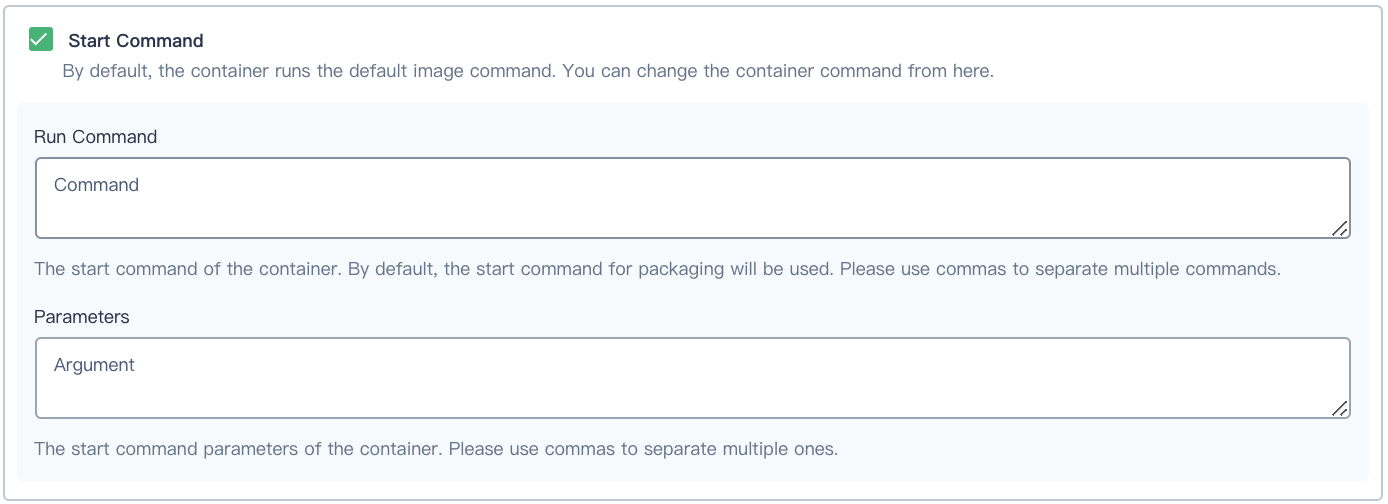 Start Command
By default, the container runs the default image command. You can change the container command from here.
Run Command
Command
The start command of the container. By default, the start command for packaging will be used. Please use commas to separate multiple commands.
Parameters
Argument
The start command parameters of the container. Please use commas to separate multiple ones.